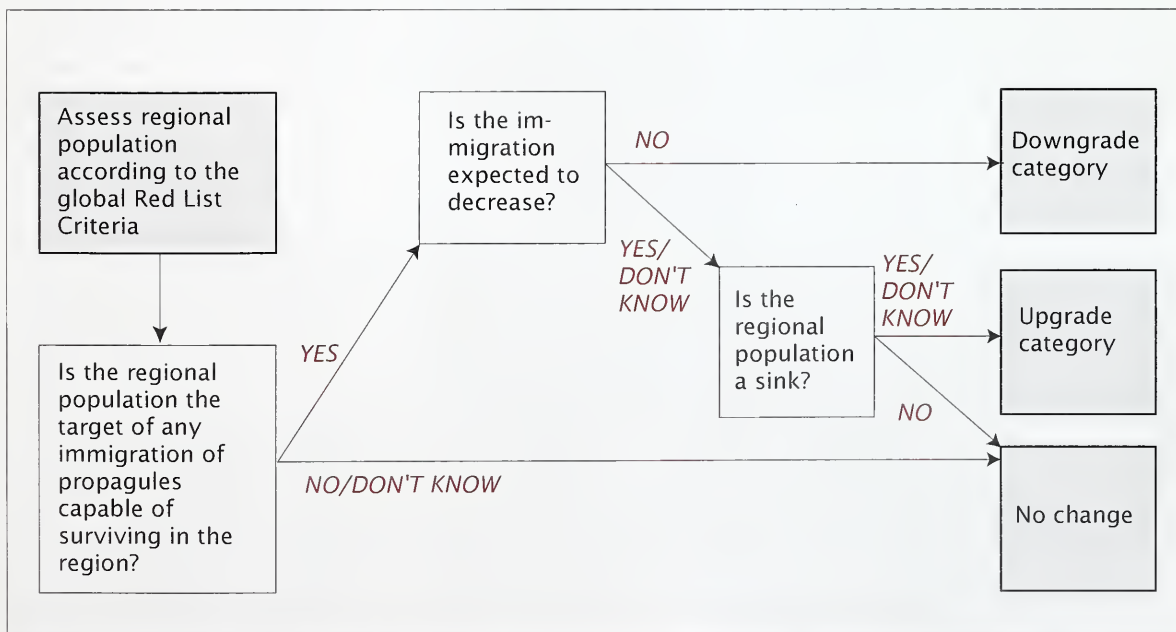 Assess regional
population
according to the
global Red List
Criteria
Is the regional
population the
target of any
immigration of
propagules
capable of
surviving in the
region?
YES
NO/DON'T KNOW
Is the im-
migration
expected to
decrease?
NO
YES/
DON'T
KNOW
Is the
regional
population
a sink?
YES/
DON'T
KNOW
NO
Downgrade
category
Upgrade
category
No change